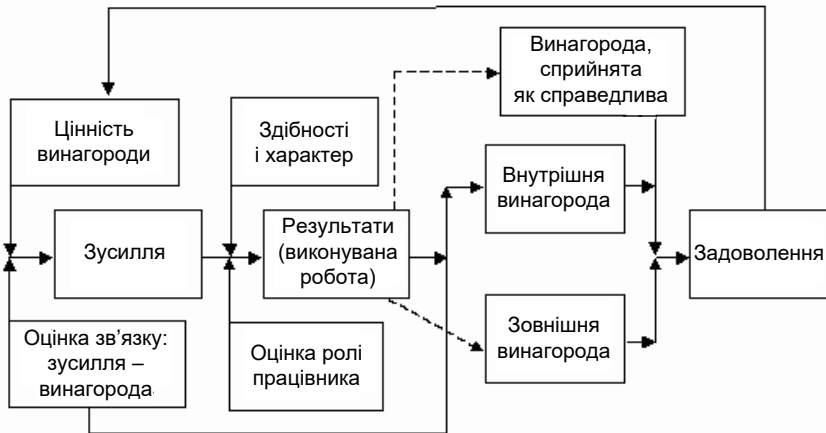 Винагорода,
сприйнята
як справедлива
Цінність
винагороди
Здібності
і характер
Внутрішня
винагорода
Зусилля
Результати
(виконувана
робота)
Задоволення
Оцінка зв’язку:
зусилля –
винагорода
Оцінка ролі
працівника
Зовнішня
винагорода